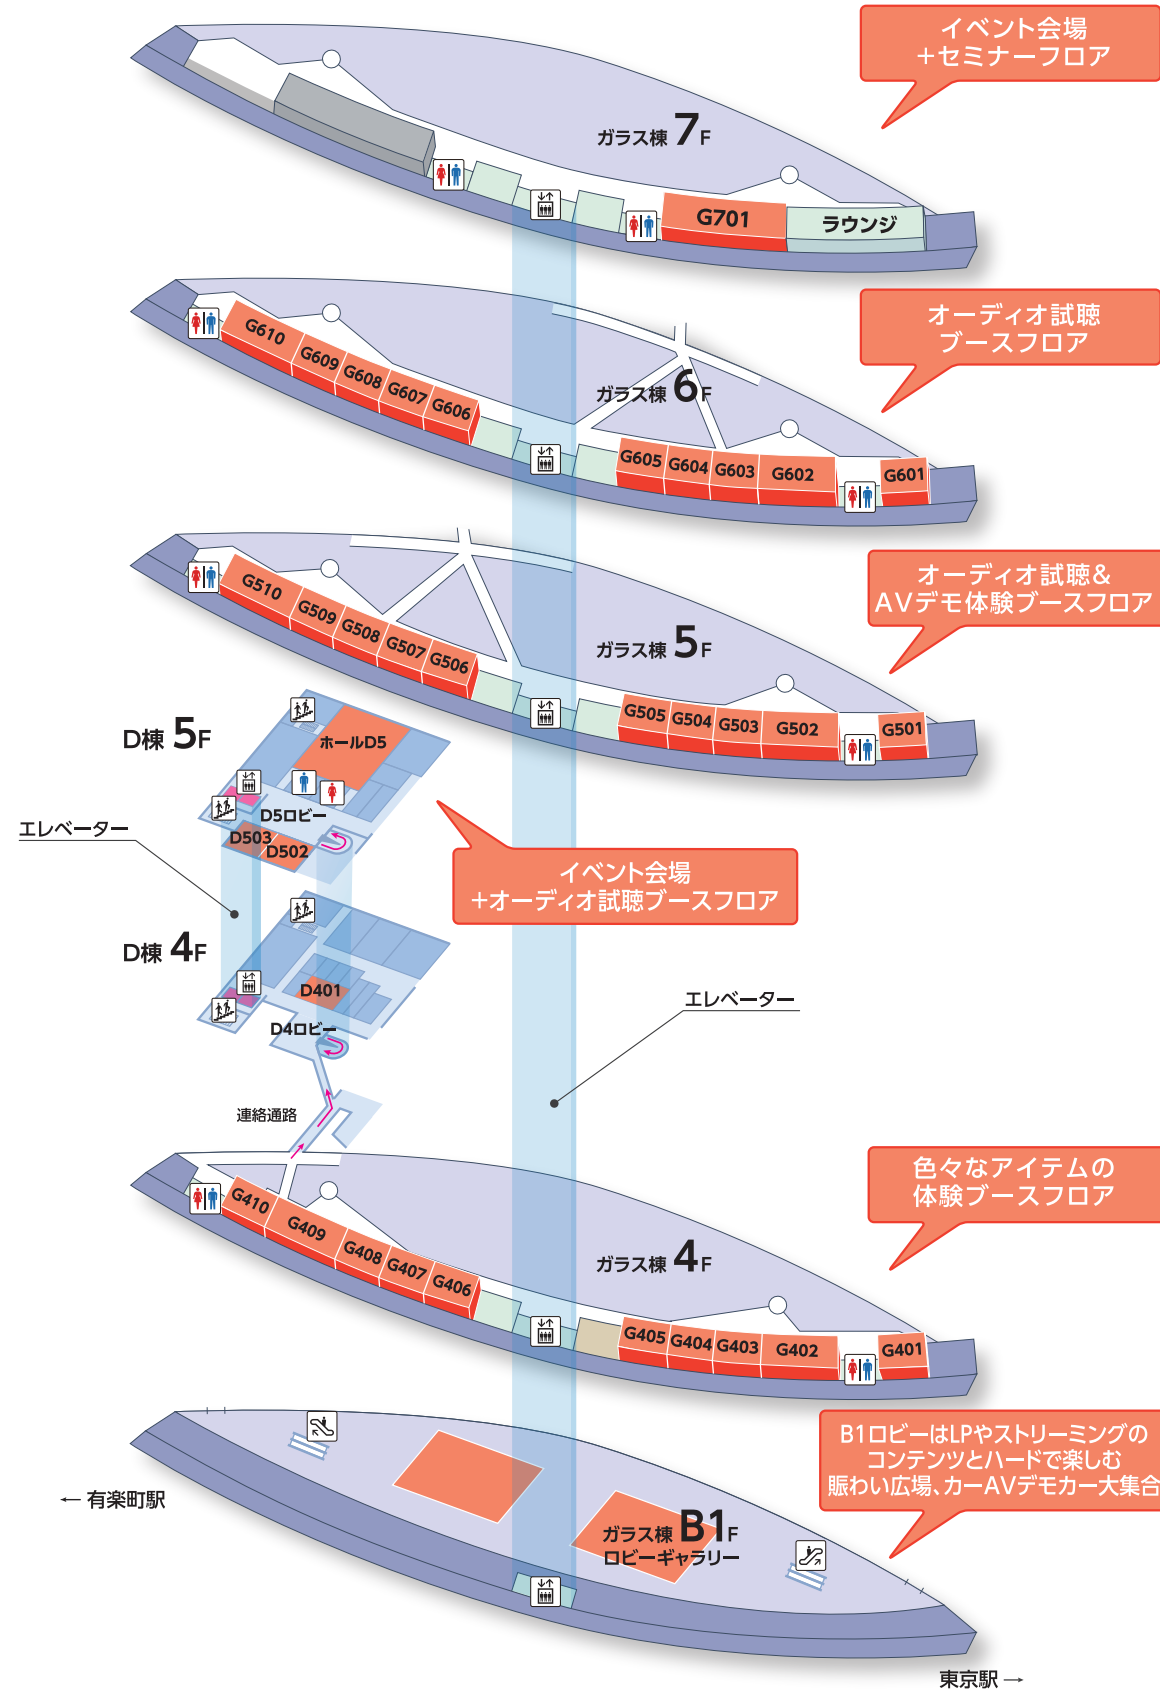 イベント会場
＋セミナーフロア
ガラス棟 7F
G701
ラウンジ
オーディオ試聴
ブースフロア
G610
G609
G608
G607
G606
ガラス棟 6F
G605
G604
G603
G602
G601
オーディオ試聴&
AVデモ体験ブースフロア
G510
G509
G508
G507
G506
ガラス棟 5F
G505
G504
G503
G502
G501
D棟 5F
ホールD5
D5ロビー
D503
D502
エレベーター
イベント会場
＋オーディオ試聴ブースフロア
D棟 4F
D401
D4ロビー
エレベーター
連絡通路
色々なアイテムの
体験ブースフロア
G410
G409
G408
G407
G406
ガラス棟 4F
G405
G404
G403
G402
G401
B1ロビーはLPやストリーミングの
コンテンツとハードで楽しむ
賑わい広場、カーAVデモカー大集合
← 有楽町駅
ガラス棟 B1F
ロビーギャラリー
東京駅 →